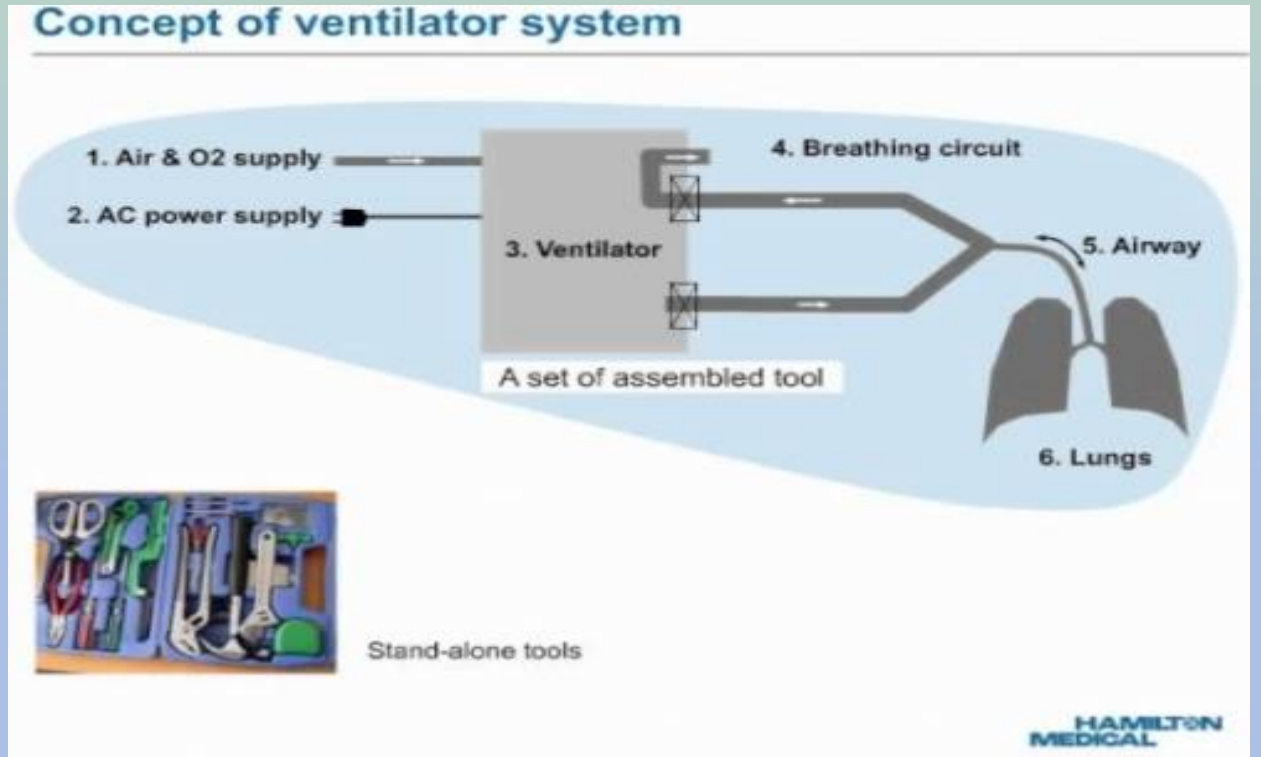 Concept of ventilator system
1. Air & O2 supply
2. AC power supply
3. Ventilator
4. Breathing circuit
5. Airway
A set of assembled tool
6. Lungs
Stand-alone tools
HAMILTON
MEDICAL